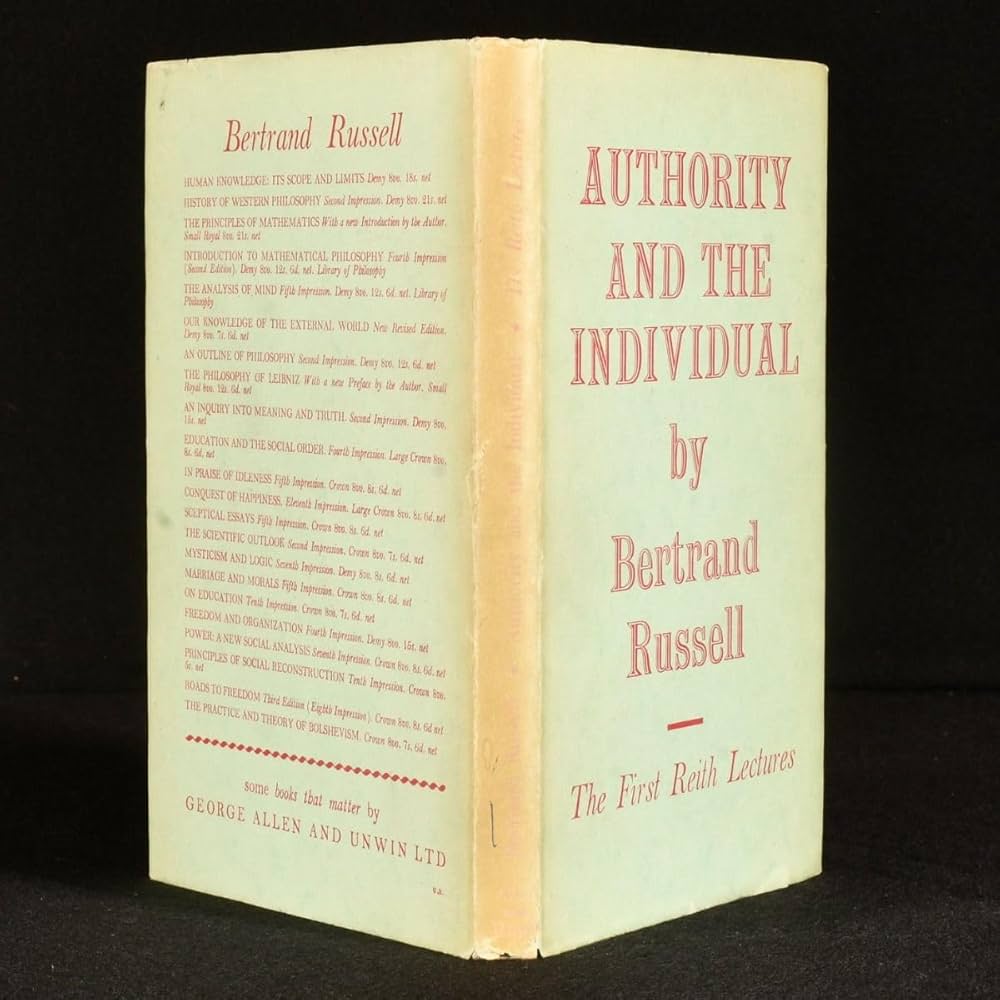 Bertrand Russell
HUMAN KNOWLEDGE: ITS SCOPE AND LIMITS Demy 8vo. 18s. net
HISTORY OF WESTERN PHILOSOPHY Second Impression. Demy 8vo. 21s. net
THE PRINCIPLES OF MATHEMATICS With a new Introduction by the Author.
Small Royal 8vo. 21s. net
INTRODUCTION TO MATHEMATICAL PHILOSOPHY Fourth Impression
(Second Edition). Demy 8vo. 12s. 6d. net. Library of Philosophy
THE ANALYSIS OF MIND Fifth Impression. Demy 8vo. 12s. 6d. net. Library of
Philosophy
OUR KNOWLEDGE OF THE EXTERNAL WORLD New Revised Edition.
Demy 8vo. 7s. 6d. net
AN OUTLINE OF PHILOSOPHY Second Impression. Demy 8vo. 12s. 6d. net
THE PHILOSOPHY OF LEIBNIZ With a new Preface by the Author. Small
Royal 8vo. 12s. 6d. net
AN INQUIRY INTO MEANING AND TRUTH. Second Impression. Demy 8vo.
15s. net
EDUCATION AND THE SOCIAL ORDER. Fourth Impression. Large Crown 8vo.
8s. 6d. net
IN PRAISE OF IDLENESS Fifth Impression. Crown 8vo. 8s. 6d. net
CONQUEST OF HAPPINESS. Eleventh Impression. Large Crown 8vo. 8s. 6d. net
SCEPTICAL ESSAYS Fifth Impression. Crown 8vo. 8s. 6d. net
THE SCIENTIFIC OUTLOOK Second Impression. Crown 8vo. 7s. 6d. net
MYSTICISM AND LOGIC Seventh Impression. Demy 8vo. 8s. 6d. net
MARRIAGE AND MORALS Fifth Impression. Crown 8vo. 8s. 6d. net
ON EDUCATION Tenth Impression. Crown 8vo. 7s. 6d. net
FREEDOM AND ORGANIZATION Fourth Impression. Demy 8vo. 15s. net
POWER: A NEW SOCIAL ANALYSIS Seventh Impression. Crown 8vo. 8s. 6d. net
PRINCIPLES OF SOCIAL RECONSTRUCTION Tenth Impression. Crown 8vo.
6s. net
ROADS TO FREEDOM Third Edition (Eighth Impression). Crown 8vo. 8s. 6d net
THE PRACTICE AND THEORY OF BOLSHEVISM. Crown 8vo. 7s. 6d. net
some books that matter by
GEORGE ALLEN AND UNWIN LTD
Individual
AUTHORITY
AND THE
INDIVIDUAL
by
Bertrand
Russell
The First Reith Lectures